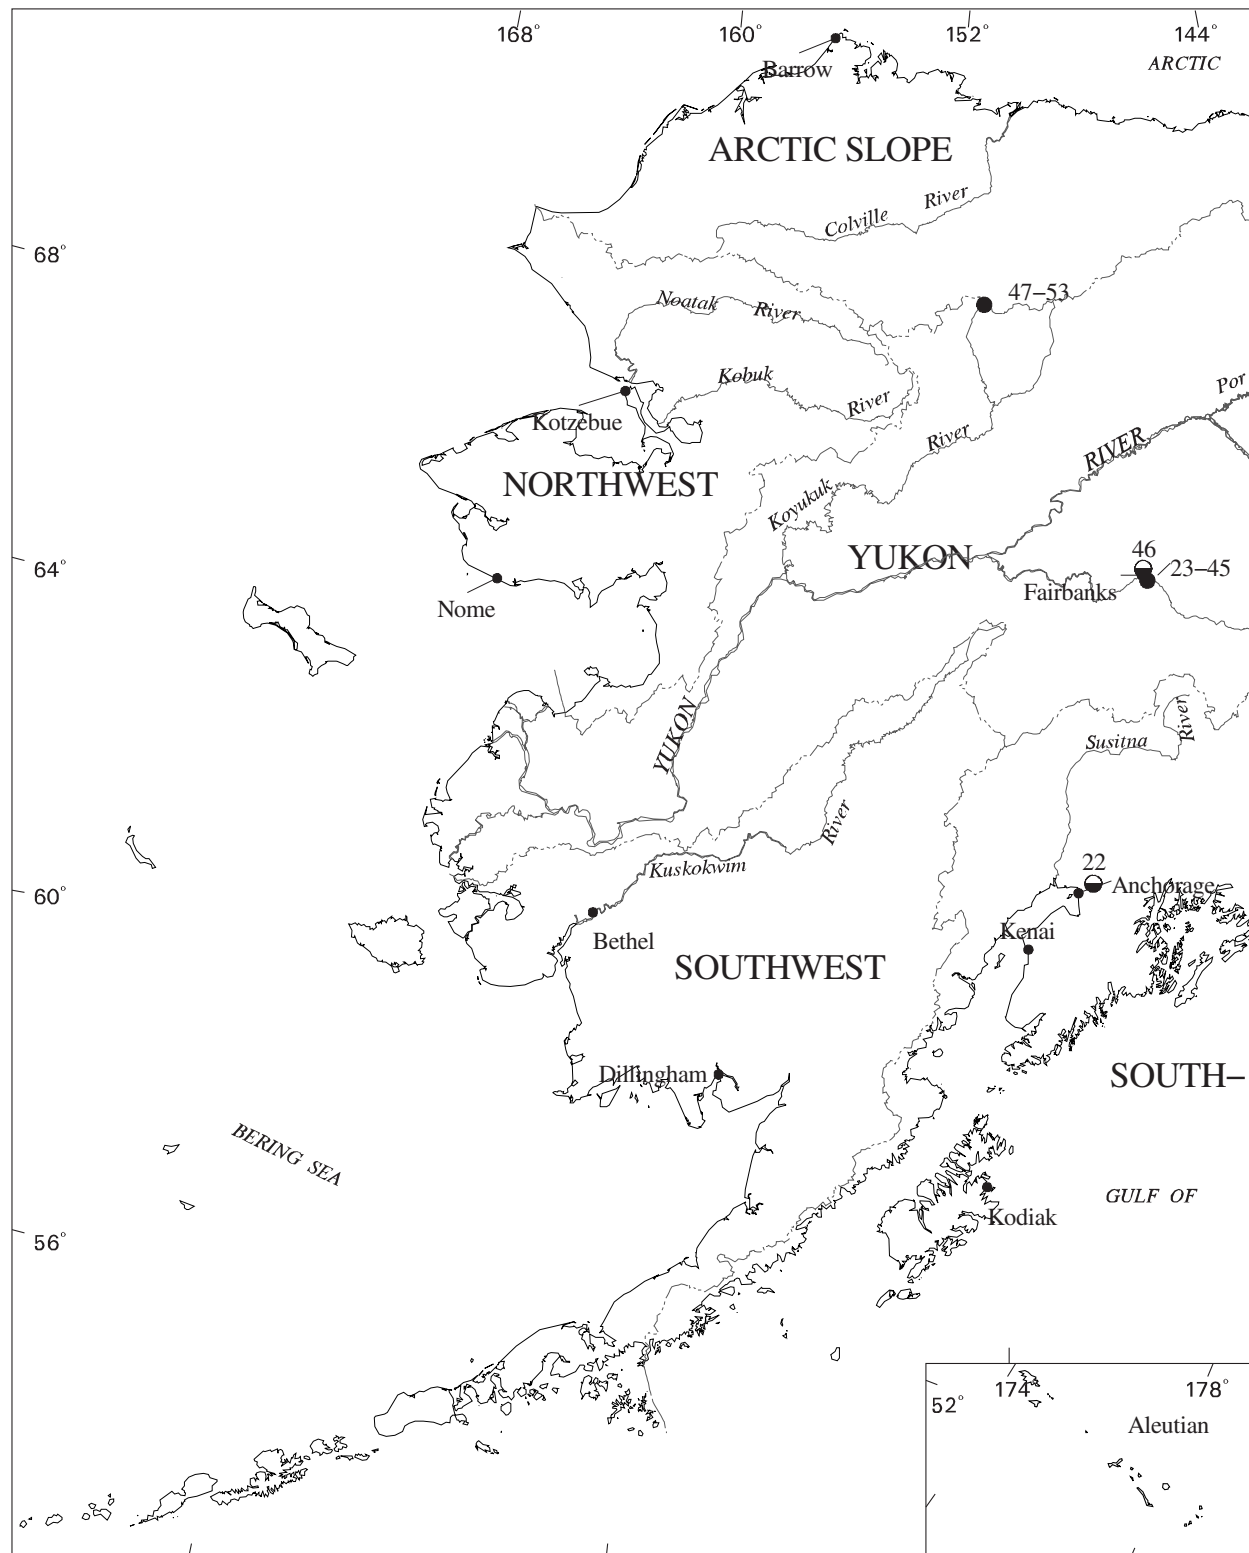 168° 160° 152° 144°
Barrow
ARCTIC
ARCTIC SLOPE
Colville River
68°
47–53
Noatak River
Kobuk River
Por
Kotzebue
River
RIVER
NORTHWEST
Koyukuk
YUKON
64°
46
23–45
Fairbanks
Nome
YUKON
River
Susitna
River
Kuskokwim
22
60°
Anchorage
Bethel
Kenai
SOUTHWEST
Dillingham
SOUTH–
BERING SEA
GULF OF
Kodiak
56°
174° 178°
52°
Aleutian